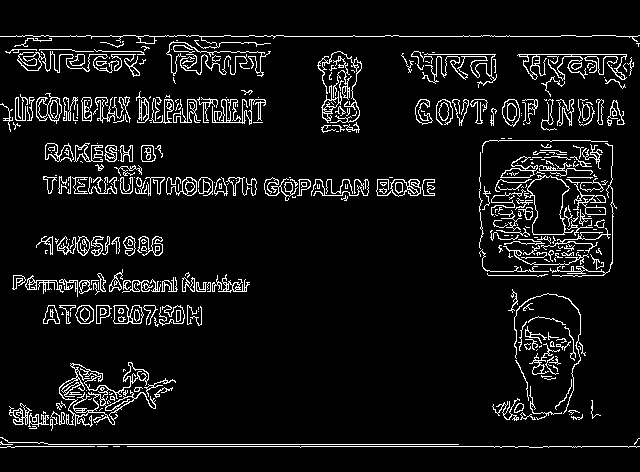 आयकर विभाग
भारत सरकार
INCOME TAX DEPARTMENT
GOVT. OF INDIA
RAKESH B
THEKKUMTHODATH GOPALAN BOSE
14/05/1986
Permanent Account Number
ATOPB0750H
Signature